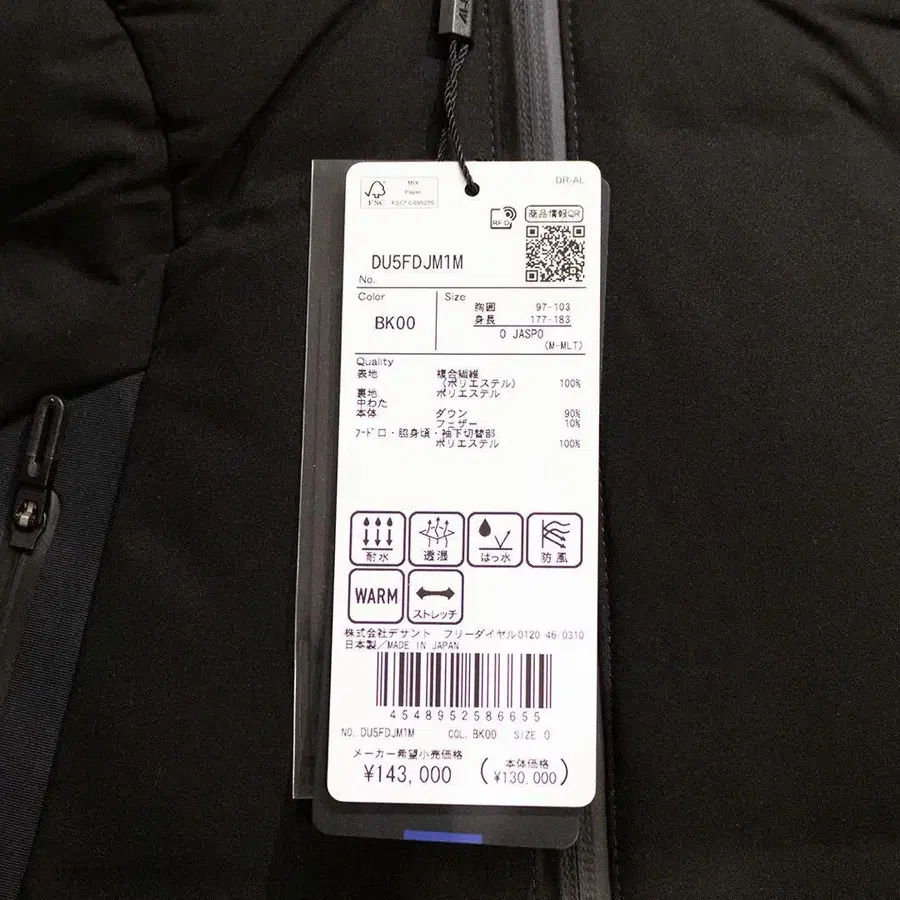 FSC
MIX
Paper
DR-AL
RFID
商品情報QR
DU5FDJM1M
No.
Color
BK00
Size
胸囲 97-103
身長 177-183
O JASPO
(M-MLT)
Quality
表地 複合繊維
(ポリエステル) 100%
裏地 ポリエステル
中わた
本体 ダウン 90%
フェザー 10%
フード口・脇身頃・袖下切替部
ポリエステル 100%
耐水
透湿
はっ水
防風
WARM
ストレッチ
株式会社デサント フリーダイヤル0120-46-0310
日本製/MADE IN JAPAN
4548952586655
NO. DU5FDJM1M COL. BK00 SIZE O
メーカー希望小売価格
¥143,000
(本体価格
¥130,000)